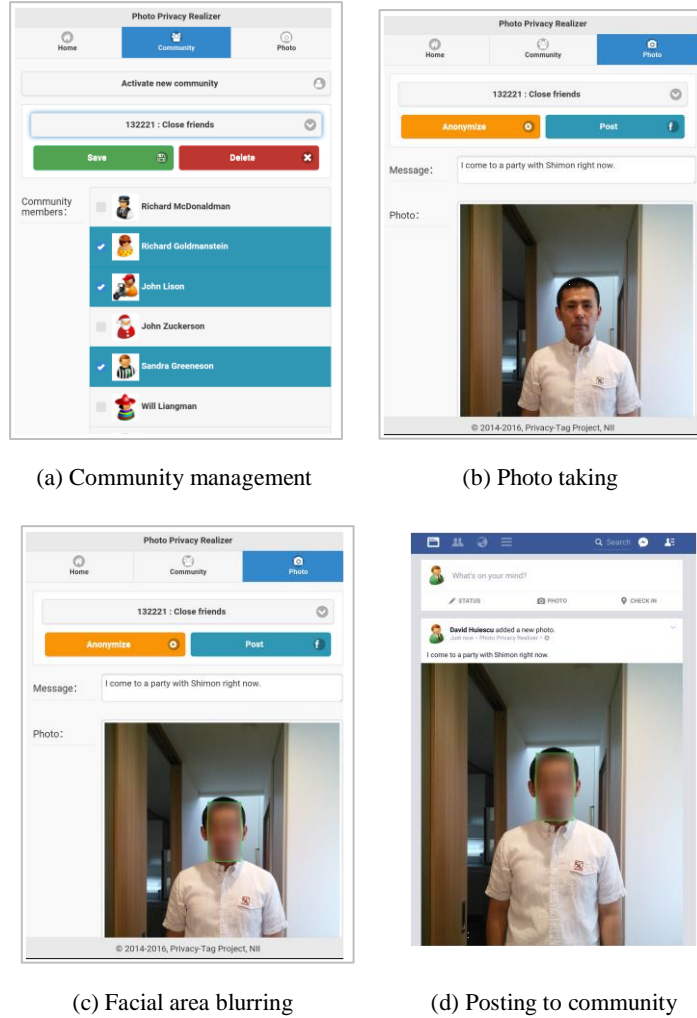 Photo Privacy Realizer
Home
Community
Photo
Activate new community
132221 : Close friends
Save
Delete
Community members:
Richard McDonaldman
Richard Goldmanstein
John Lison
John Zuckerson
Sandra Greeneson
Will Liangman
(a) Community management
Photo Privacy Realizer
Home
Community
Photo
132221 : Close friends
Anonymize
Post
Message:
I come to a party with Shimon right now.
Photo:
© 2014-2016, Privacy-Tag Project, NII
(b) Photo taking
Photo Privacy Realizer
Home
Community
Photo
132221 : Close friends
Anonymize
Post
Message:
I come to a party with Shimon right now.
Photo:
© 2014-2016, Privacy-Tag Project, NII
(c) Facial area blurring
Search
What's on your mind?
STATUS
PHOTO
CHECK IN
David Huiescu added a new photo.
Just now • Photo Privacy Realizer •
I come to a party with Shimon right now.
(d) Posting to community